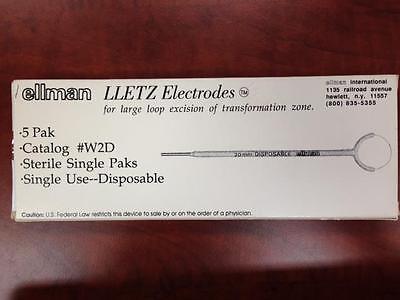 ellman
LLETZ Electrodes TM
for large loop excision of transformation zone.
ellman international
1135 railroad avenue
hewlett, n.y. 11557
(800) 835-5355
·5 Pak
·Catalog #W2D
·Sterile Single Paks
·Single Use--Disposable
20mm DISPOSABLE
Caution: U.S. Federal Law restricts this device to sale by or on the order of a physician.